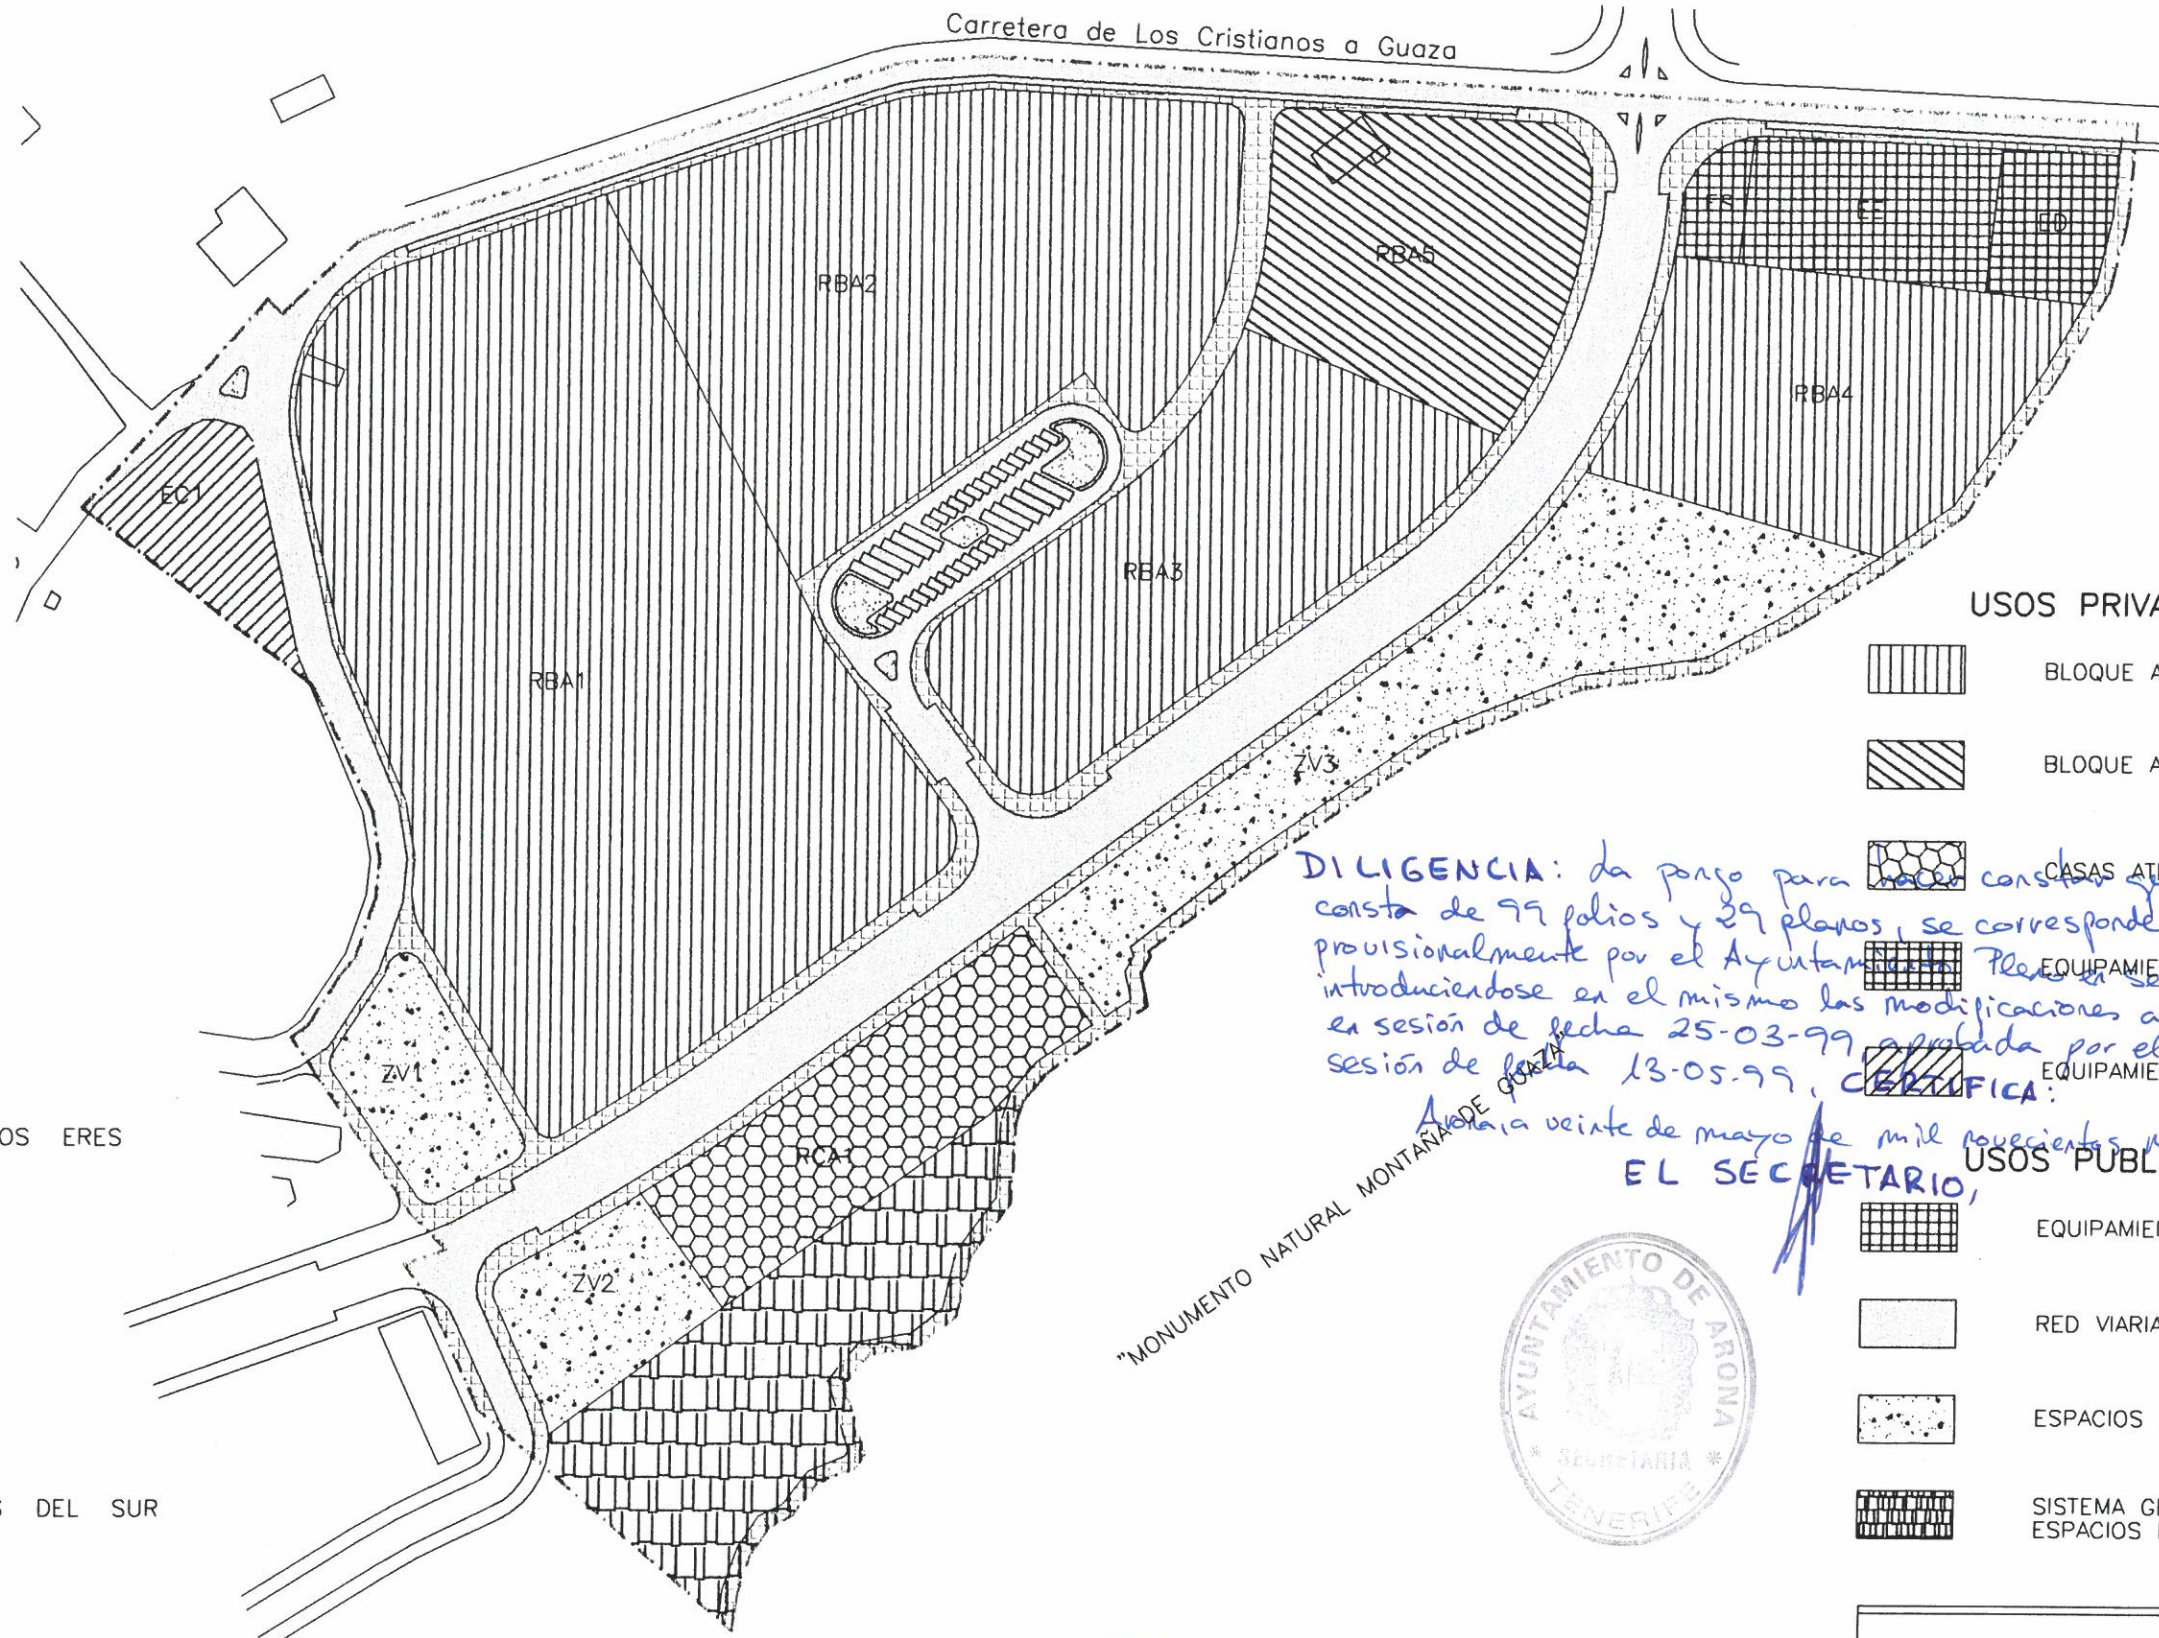 Carretera de Los Cristianos a Guaza
RBA2
RBA5
EE
ED
RBA4
EC1
RBA3
RBA1
ZV3
ZV1
RCA1
ZV2
OS ERES
S DEL SUR
"MONUMENTO NATURAL MONTAÑA DE GUAZA"
USOS PRIVA
BLOQUE A
BLOQUE A
CASAS AT
EQUIPAMIE
EQUIPAMIE
USOS PUBL
EQUIPAMIE
RED VIARIA
ESPACIOS
SISTEMA GE
ESPACIOS
DILIGENCIA: La pongo para hacer constar
consta de 99 folios y 29 planos, se corresponde
provisionalmente por el Ayuntamiento Pleno en se
introduciendose en el mismo las modificaciones a
en sesión de fecha 25-03-99, aprobada por el
sesión de fecha 13-05-99, CERTIFICA:
Arona, a veinte de mayo de mil novecientos
EL SECRETARIO,
AYUNTAMIENTO DE ARONA
* SECRETARIA *
TENERIFE